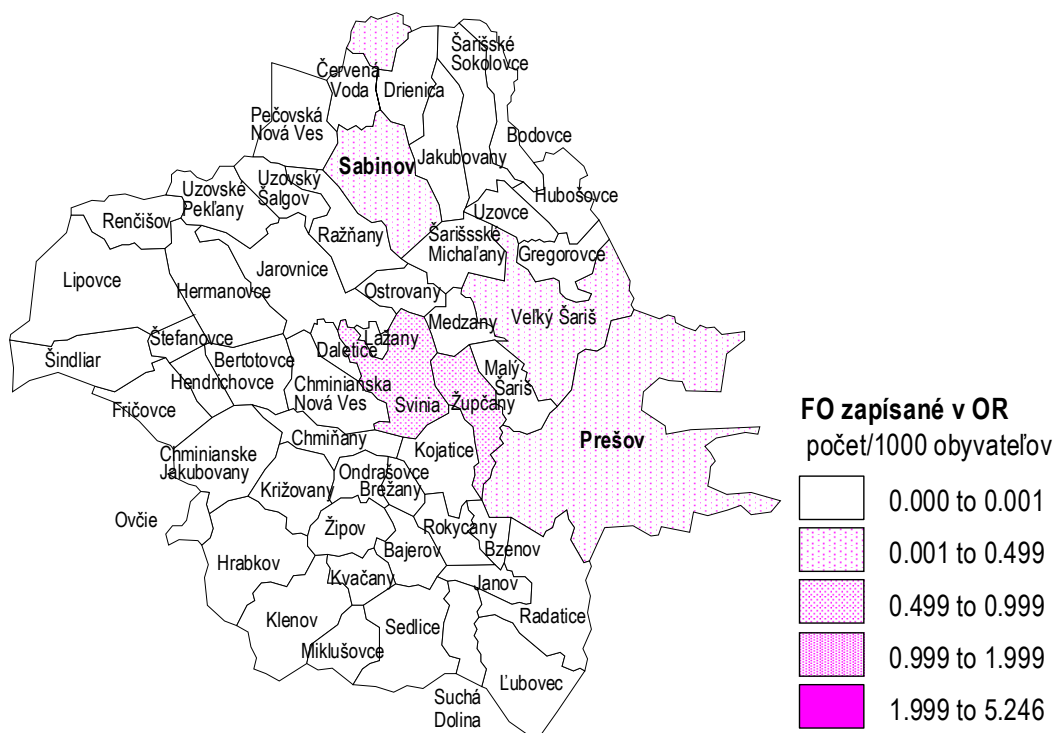 Šarišské
Sokolovce
Červená
Voda
Drienica
Pečovská
Nová Ves
Bodovce
Sabinov
Jakubovany
Hubošovce
Uzovský
Šalgov
Uzovské
Pekľany
Uzovce
Renčišov
Ražňany
Šarišsské
Michaľany
Gregorovce
Jarovnice
Lipovce
Hermanovce
Ostrovany
Medzany
Veľký Šariš
Štefanovce
Lažany
Daletice
Šindliar
Bertotovce
Malý
Šariš
Hendrichovce
Chminianska
Nová Ves
Svinia
Župčany
Fričovce
Chmiňany
Prešov
Kojatice
Chminianske
Jakubovany
Ondrašovce
Brežany
Križovany
Ovčie
Žipov
Rokycany
Bajerov
Bzenov
Hrabkov
Kvačany
Janov
Klenov
Sedlice
Radatice
Miklušovce
Ľubovec
Suchá
Dolina
FO zapísané v OR
počet/1000 obyvateľov
0.000 to 0.001
0.001 to 0.499
0.499 to 0.999
0.999 to 1.999
1.999 to 5.246